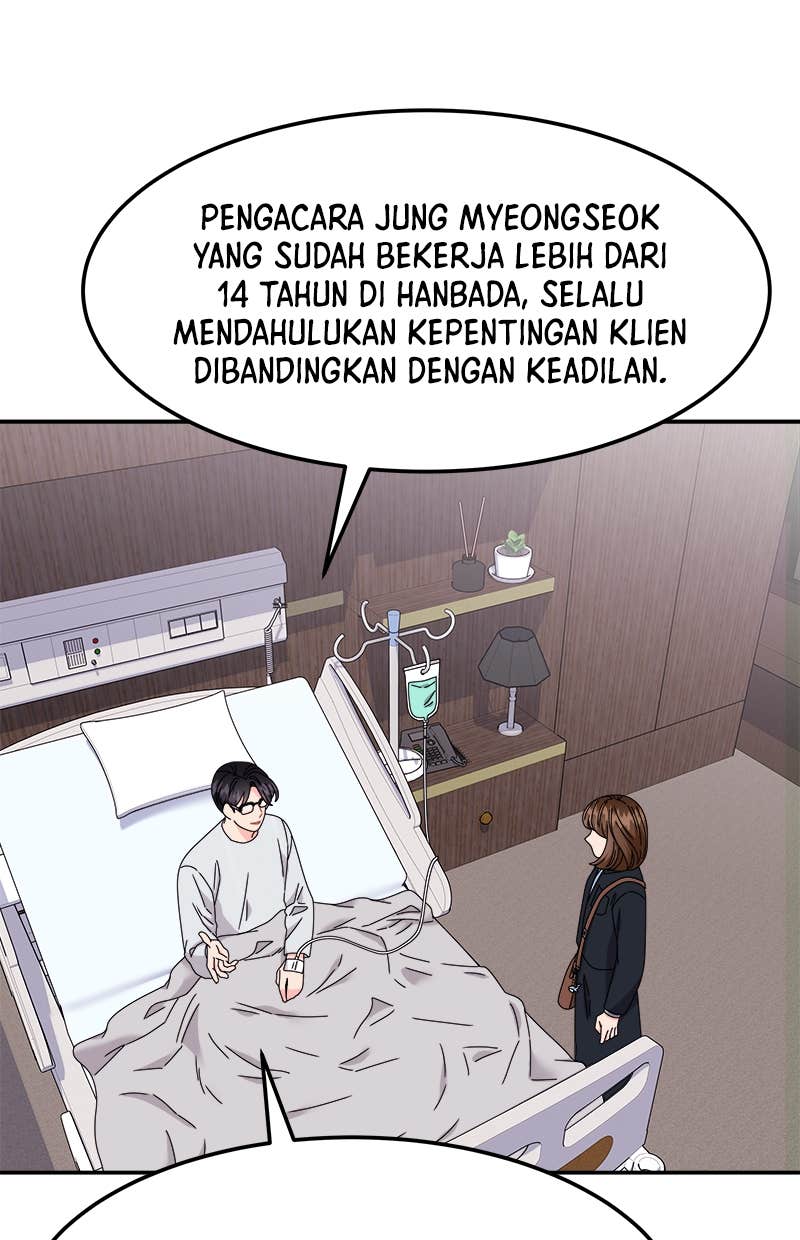 PENGACARA JUNG MYEONGSEOK
YANG SUDAH BEKERJA LEBIH DARI
14 TAHUN DI HANBADA, SELALU
MENDAHULUKAN KEPENTINGAN KLIEN
DIBANDINGKAN DENGAN KEADILAN.